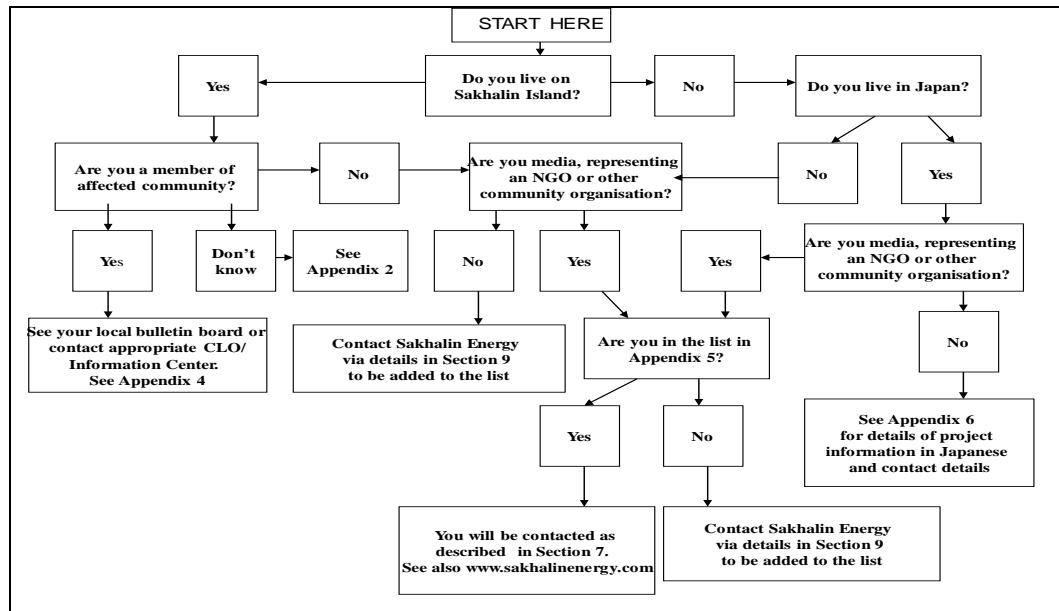 START HERE
Do you live on
Sakhalin Island?
Yes
No
Do you live in Japan?
Are you a member of
affected community?
No
Are you media, representing
an NGO or other
community organisation?
No
Yes
Yes
Don't
know
See
Appendix 2
No
Yes
Yes
Are you media, representing
an NGO or other
community organisation?
See your local bulletin board or
contact appropriate CLO/
Information Center.
See Appendix 4
Contact Sakhalin Energy
via details in Section 9
to be added to the list
Are you in the list in
Appendix 5?
No
Yes
No
See Appendix 6
for details of project
information in Japanese
and contact details
You will be contacted as
described in Section 7.
See also www.sakhalinenergy.com
Contact Sakhalin Energy
via details in Section 9
to be added to the list